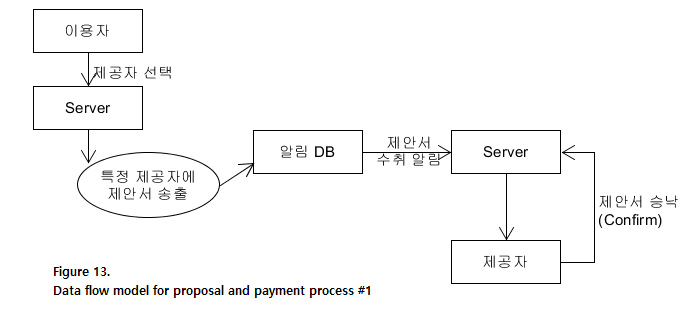 이용자
제공자 선택
Server
특정 제공자에
제안서 송출
알림 DB
제안서
수취 알람
Server
제공자
제안서 승낙
(Confirm)
Figure 13.
Data flow model for proposal and payment process #1